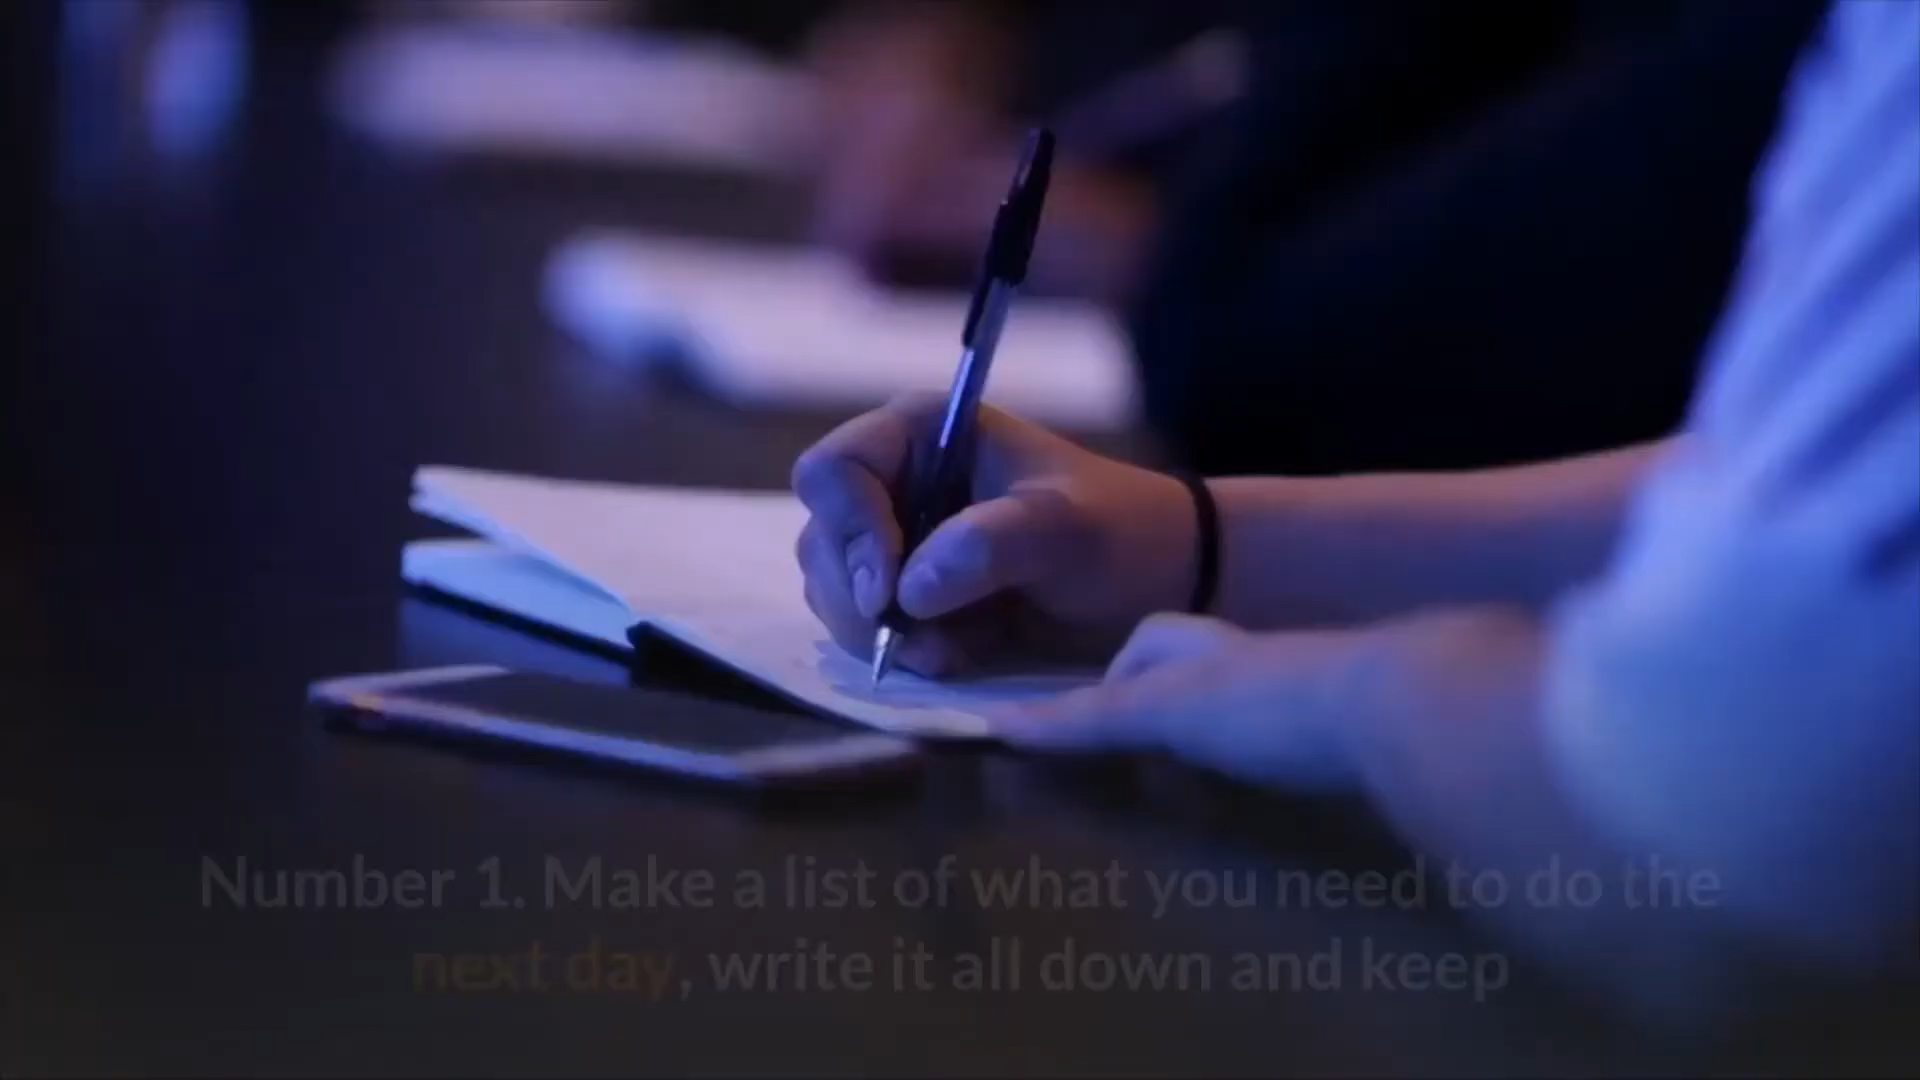 Number 1. Make a list of what you need to do the
next day, write it all down and keep